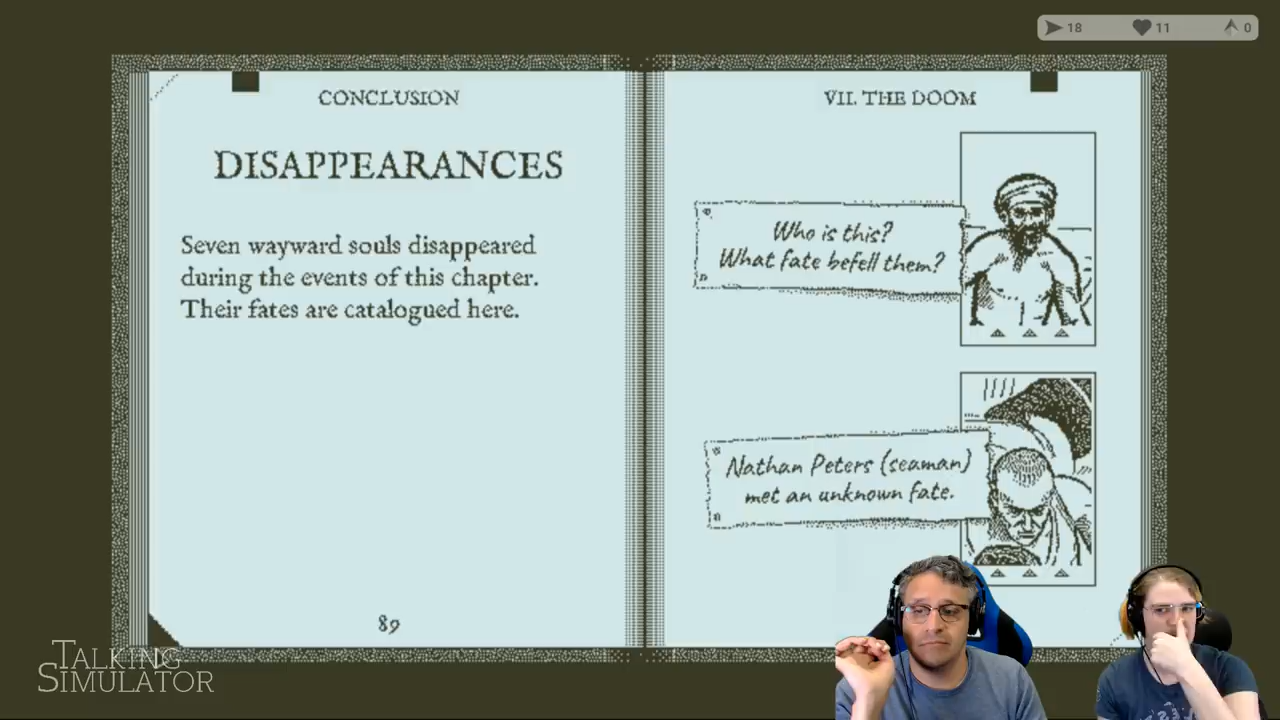 18 11 0
CONCLUSION
DISAPPEARANCES
Seven wayward souls disappeared
during the events of this chapter.
Their fates are catalogued here.
89
VII. THE DOOM
Who is this?
What fate befell them?
Nathan Peters (seaman)
met an unknown fate.
TALKING
SIMULATOR